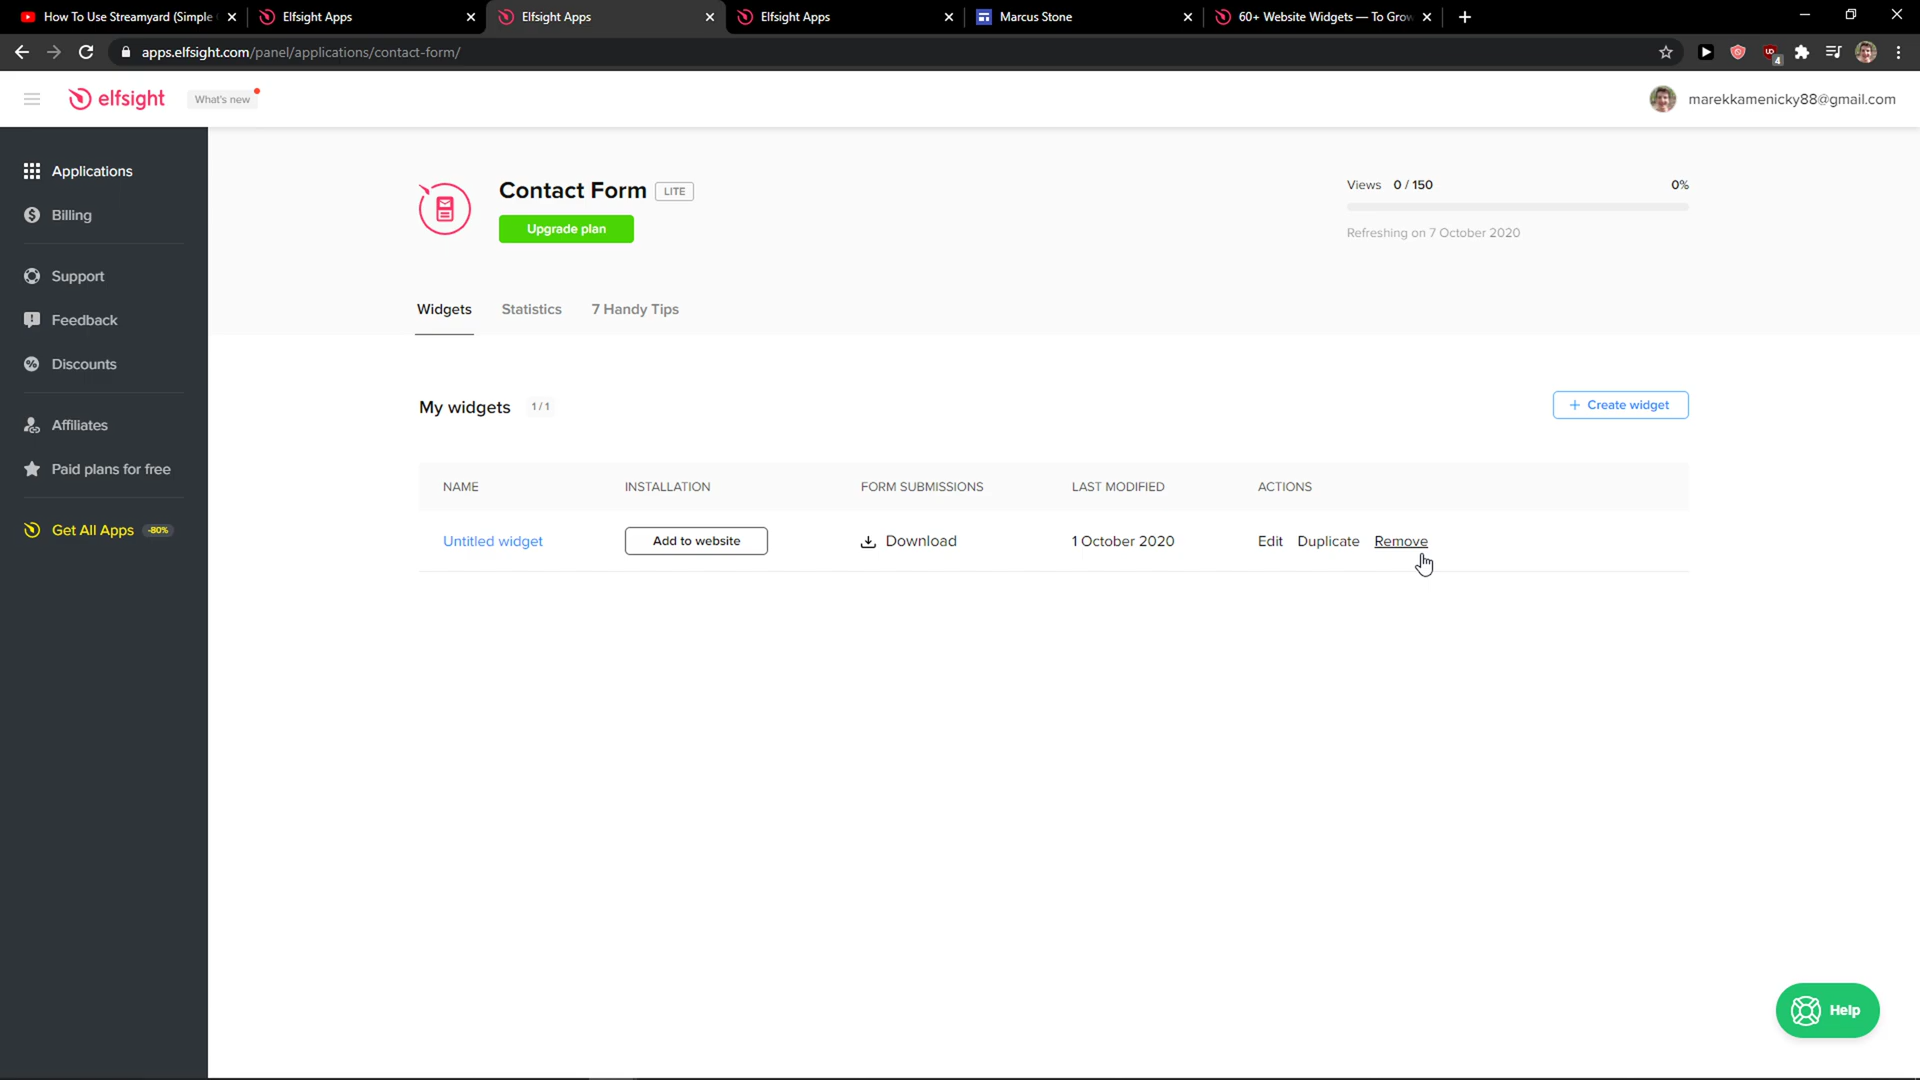 How To Use Streamyard (Simple
Elfsight Apps
Elfsight Apps
Elfsight Apps
Marcus Stone
60+ Website Widgets — To Grow
apps.elfsight.com/panel/applications/contact-form/
4
elfsight
What's new
marekkamenicky88@gmail.com
Applications
Billing
Support
Feedback
Discounts
Affiliates
Paid plans for free
Get All Apps -80%
Contact Form LITE
Upgrade plan
Views 0 / 150 0%
Refreshing on 7 October 2020
Widgets Statistics 7 Handy Tips
My widgets 1 / 1
+ Create widget
NAME INSTALLATION FORM SUBMISSIONS LAST MODIFIED ACTIONS
Untitled widget Add to website Download 1 October 2020 Edit Duplicate Remove
Help